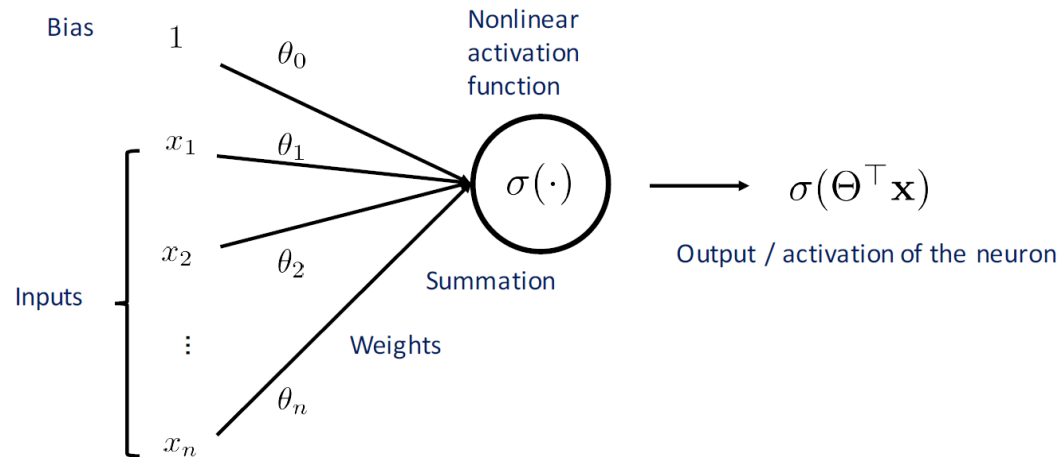 Bias
1
θ₀
Nonlinear
activation
function
x₁
θ₁
σ(·)
σ(Θ⊤x)
x₂
θ₂
Output / activation of the neuron
Summation
Inputs
⋮
Weights
θₙ
xₙ